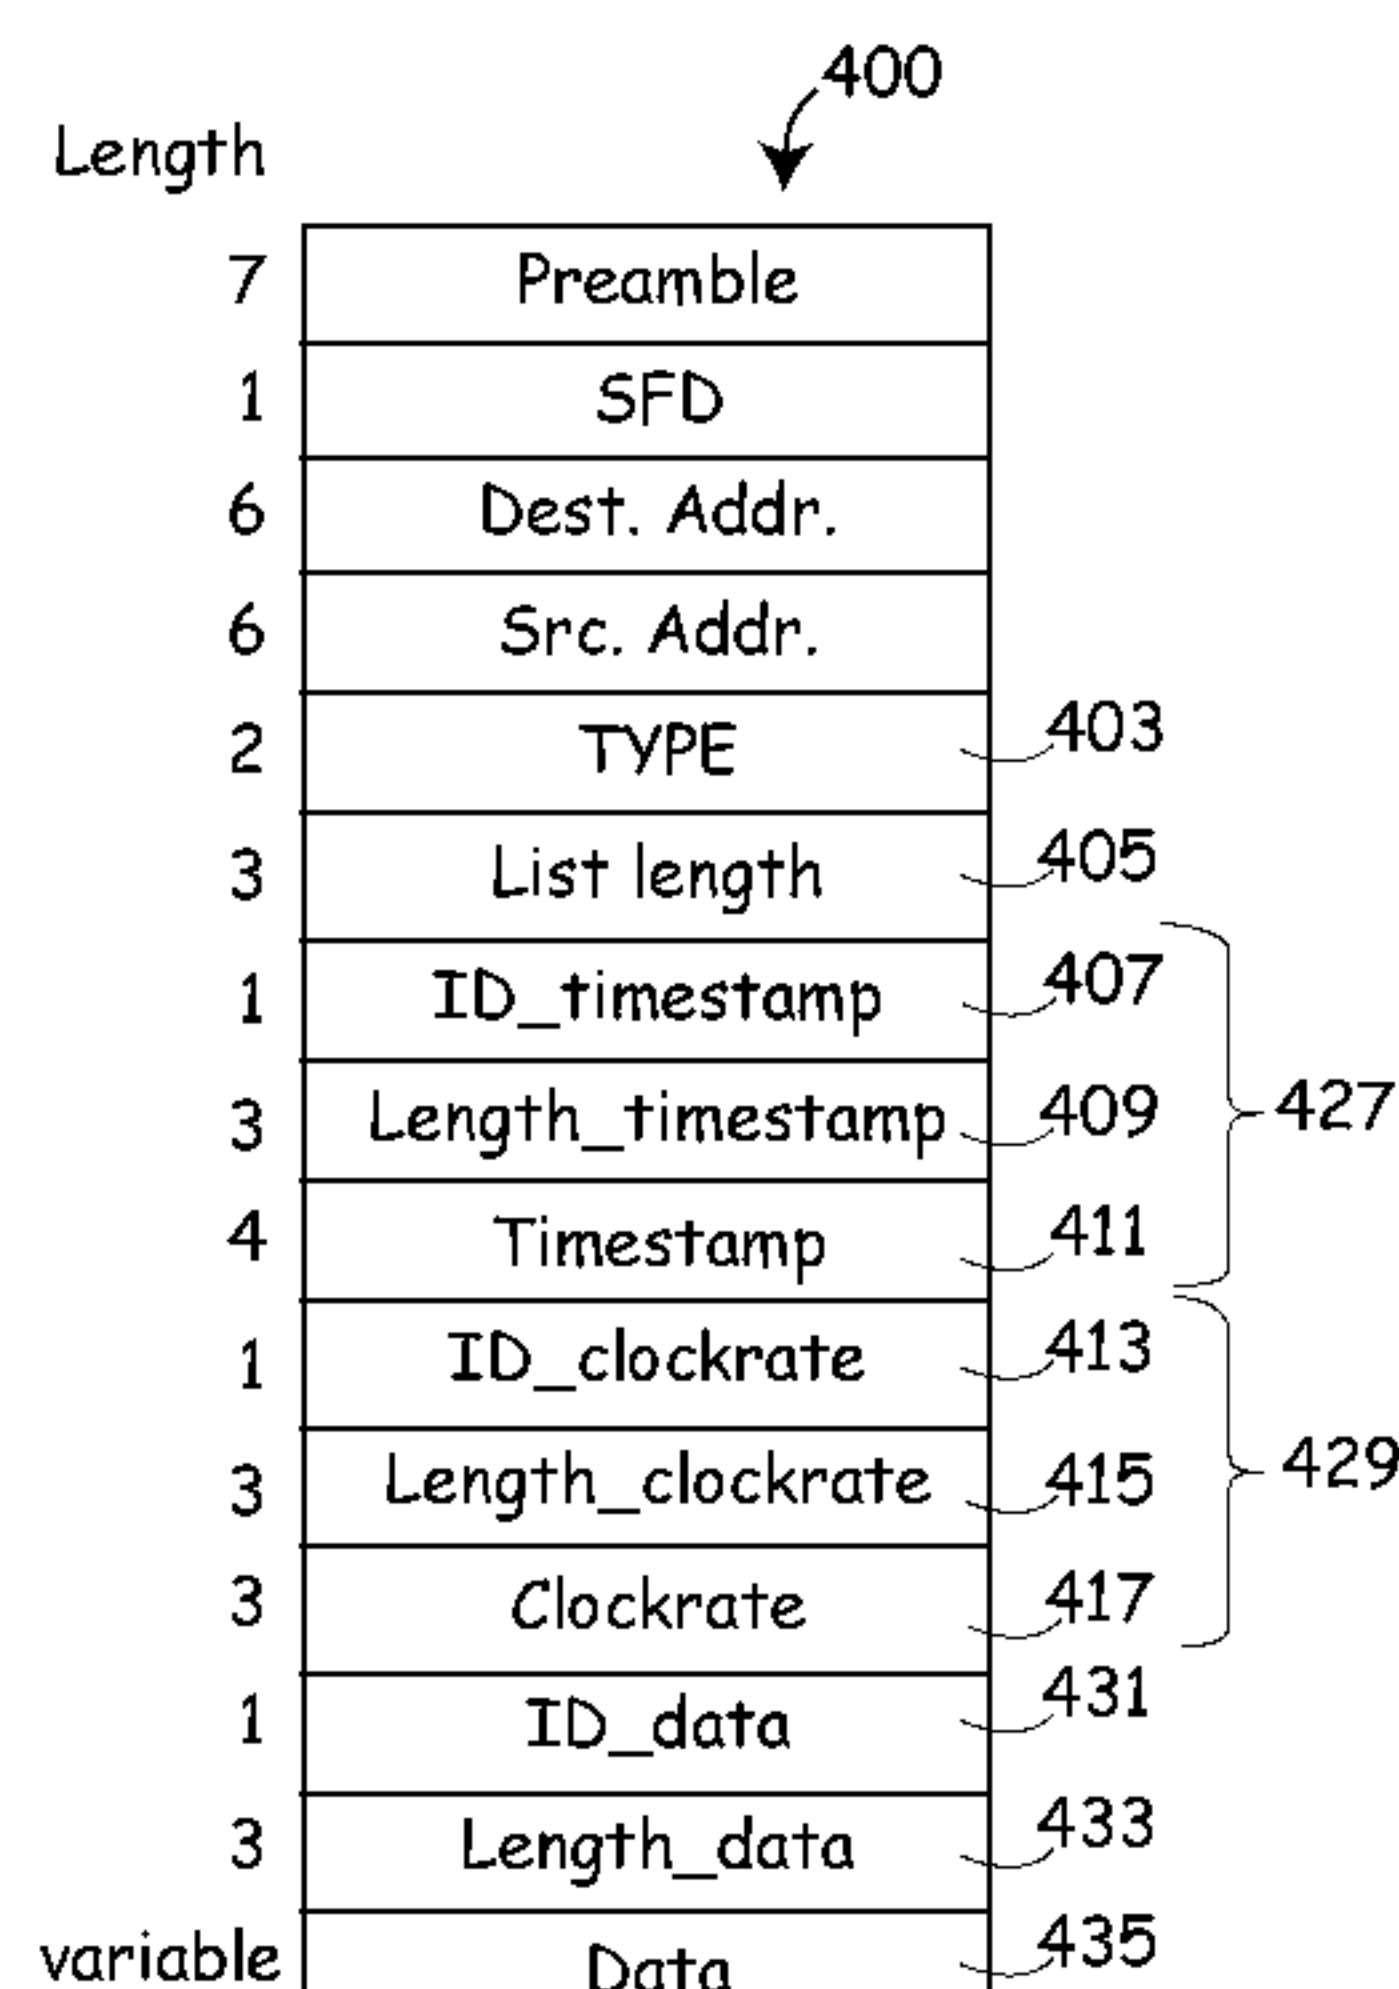 400
Length
7 Preamble
1 SFD
6 Dest. Addr.
6 Src. Addr.
2 TYPE 403
3 List length 405
1 ID_timestamp 407
3 Length_timestamp 409 427
4 Timestamp 411
1 ID_clockrate 413
3 Length_clockrate 415 429
3 Clockrate 417
1 ID_data 431
3 Length_data 433
variable Data 435